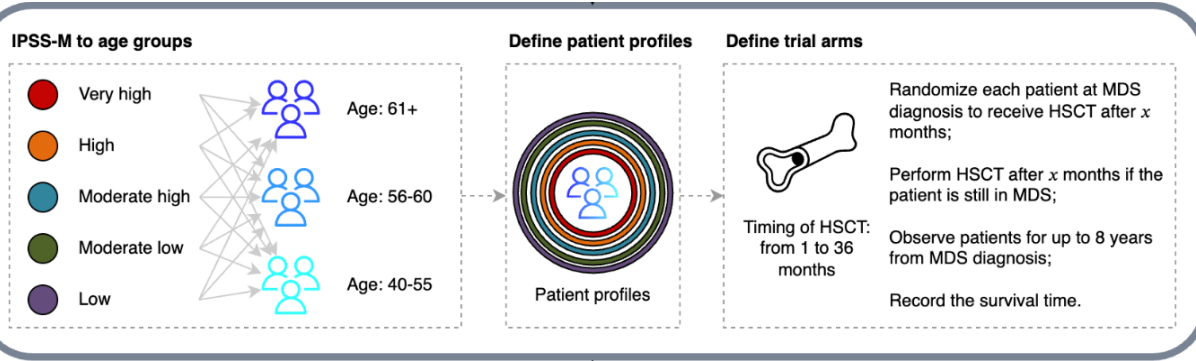 IPSS-M to age groups
Very high
High
Moderate high
Moderate low
Low
Age: 61+
Age: 56-60
Age: 40-55
Define patient profiles
Patient profiles
Define trial arms
Timing of HSCT:
from 1 to 36
months
Randomize each patient at MDS
diagnosis to receive HSCT after x
months;
Perform HSCT after x months if the
patient is still in MDS;
Observe patients for up to 8 years
from MDS diagnosis;
Record the survival time.